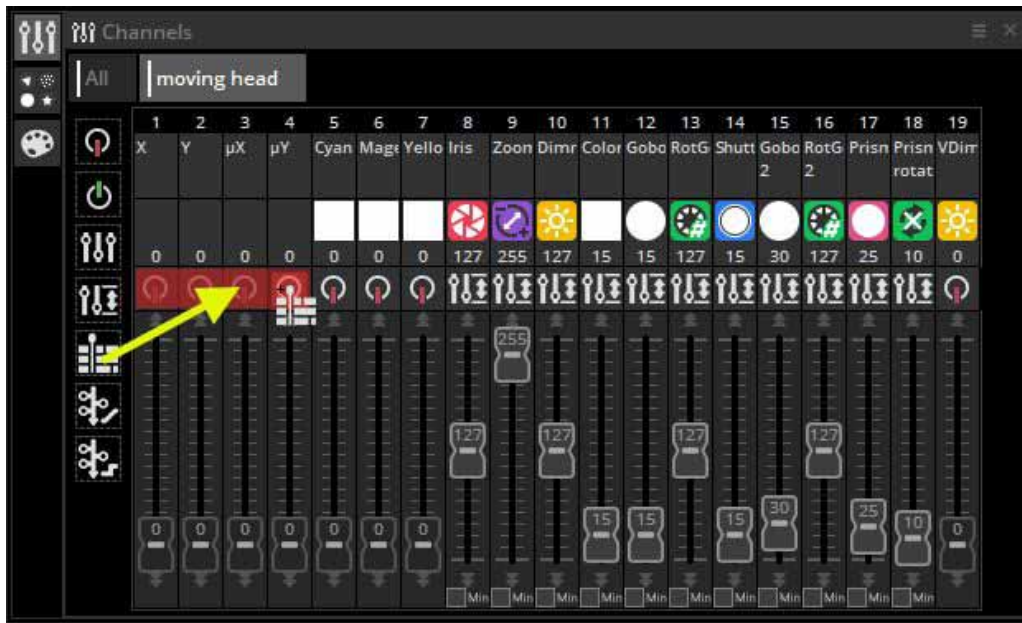 Channels
All moving head
1 2 3 4 5 6 7 8 9 10 11 12 13 14 15 16 17 18 19
X Y µX µY Cyan Mage Yello Iris Zoon Dimr Color Gobo RotG Shutt Gobo RotG Prisn Prisn VDim
2 2 rotat
0 0 0 0 0 0 0 127 255 127 15 15 127 15 30 127 25 10 0
255
127 127 127 127
0 0 0 0 0 0 0 15 15 15 30 25 10 0
Min Min Min Min Min Min Min Min Min Min Min